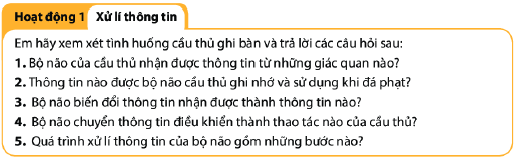 Hoạt động 1 Xử lí thông tin
Em hãy xem xét tình huống cầu thủ ghi bàn và trả lời các câu hỏi sau:
1. Bộ não của cầu thủ nhận được thông tin từ những giác quan nào?
2. Thông tin nào được bộ não cầu thủ ghi nhớ và sử dụng khi đá phạt?
3. Bộ não biến đổi thông tin nhận được thành thông tin nào?
4. Bộ não chuyển thông tin điều khiển thành thao tác nào của cầu thủ?
5. Quá trình xử lí thông tin của bộ não gồm những bước nào?